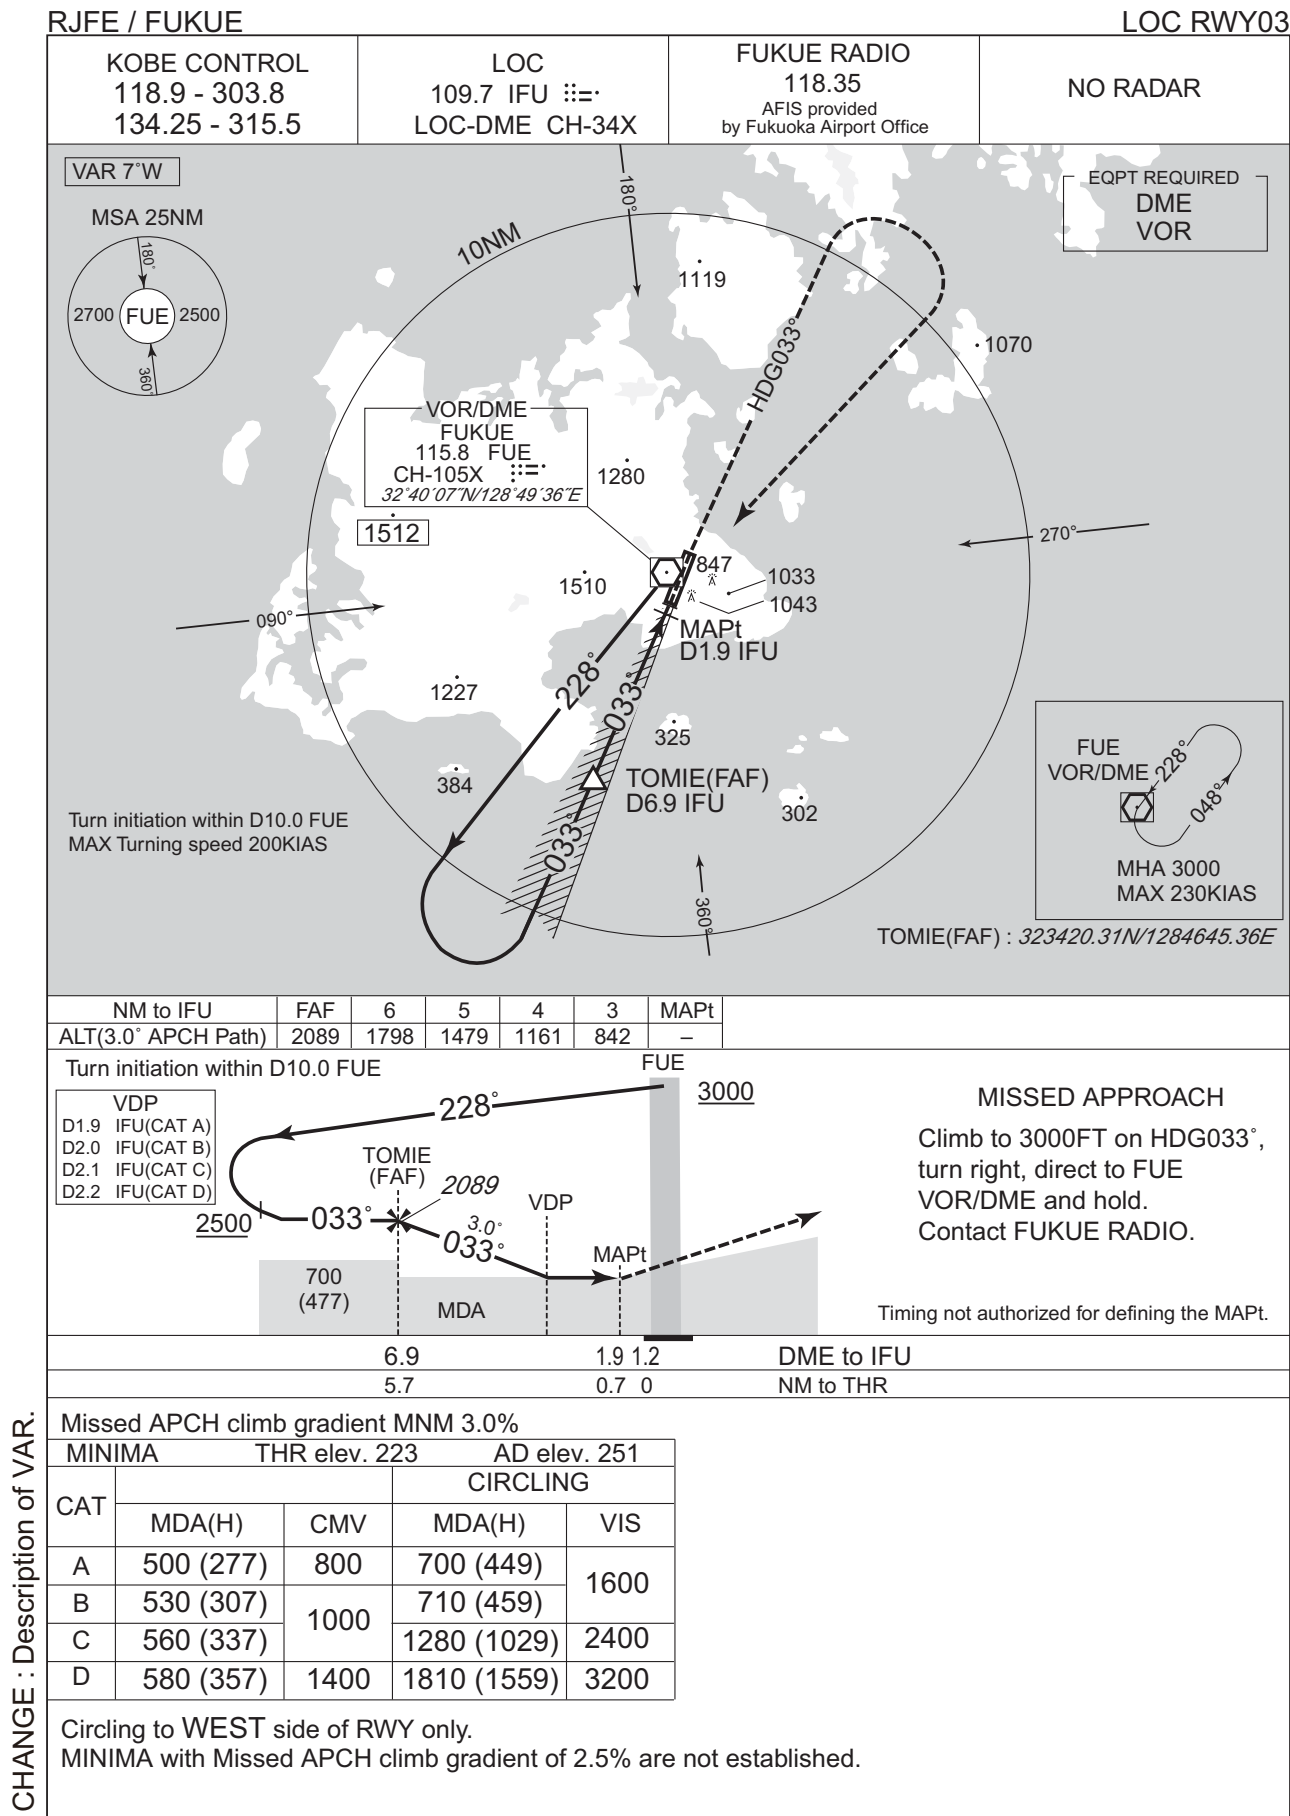 RJFE / FUKUE
LOC RWY03
KOBE CONTROL
118.9 - 303.8
134.25 - 315.5
LOC
109.7 IFU
LOC-DME CH-34X
FUKUE RADIO
118.35
AFIS provided
by Fukuoka Airport Office
NO RADAR
VAR 7˚W
MSA 25NM
180˚
2700
FUE
2500
360˚
10NM
180˚
EQPT REQUIRED
DME
VOR
1119
HDG033˚
1070
VOR/DME
FUKUE
115.8 FUE
CH-105X
32˚40´07˝N/128˚49´36˝E
1280
1512
270˚
1510
847
1033
1043
090˚
MAPt
D1.9 IFU
228˚
033˚
1227
325
384
TOMIE(FAF)
D6.9 IFU
302
033˚
360˚
Turn initiation within D10.0 FUE
MAX Turning speed 200KIAS
FUE
VOR/DME
228˚
048˚
MHA 3000
MAX 230KIAS
TOMIE(FAF) : 323420.31N/1284645.36E
NM to IFU FAF 6 5 4 3 MAPt
ALT(3.0˚ APCH Path) 2089 1798 1479 1161 842 –
Turn initiation within D10.0 FUE
FUE
3000
VDP
D1.9 IFU(CAT A)
D2.0 IFU(CAT B)
D2.1 IFU(CAT C)
D2.2 IFU(CAT D)
228˚
TOMIE
(FAF)
2089
VDP
2500
033˚
3.0˚
033˚
MAPt
700
(477)
MDA
MISSED APPROACH
Climb to 3000FT on HDG033˚,
turn right, direct to FUE
VOR/DME and hold.
Contact FUKUE RADIO.
Timing not authorized for defining the MAPt.
6.9 1.9 1.2 DME to IFU
5.7 0.7 0 NM to THR
Missed APCH climb gradient MNM 3.0%
MINIMA THR elev. 223 AD elev. 251
CAT
CIRCLING
MDA(H) CMV MDA(H) VIS
A 500 (277) 800 700 (449) 1600
B 530 (307) 1000 710 (459)
C 560 (337) 1280 (1029) 2400
D 580 (357) 1400 1810 (1559) 3200
Circling to WEST side of RWY only.
MINIMA with Missed APCH climb gradient of 2.5% are not established.
CHANGE : Description of VAR.